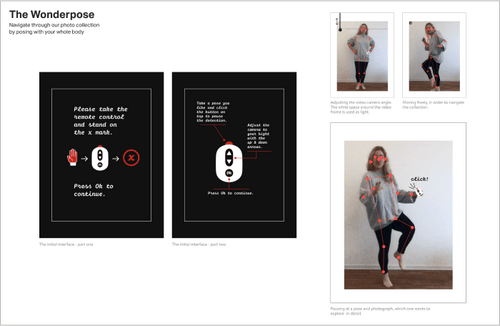 The Wonderpose
Navigate through our photo collection
by posing with your whole body
Please take the
remote control
and stand on
the x mark.
x
Press Ok to
continue.
The initial interface - part one
Take a pose you
like and click
the button on
top to pause
the detection.
Adjust the
camera to
your hight
with the
up & down
arrows.
OK
Press Ok to continue.
The initial interface - part two
Adjusting the video camera angle.
The white space around the video
frame is used as light.
Moving freely, in order to navigate
the collection.
click!
Pausing at a pose and photograph, which one wants to
explore in detail.